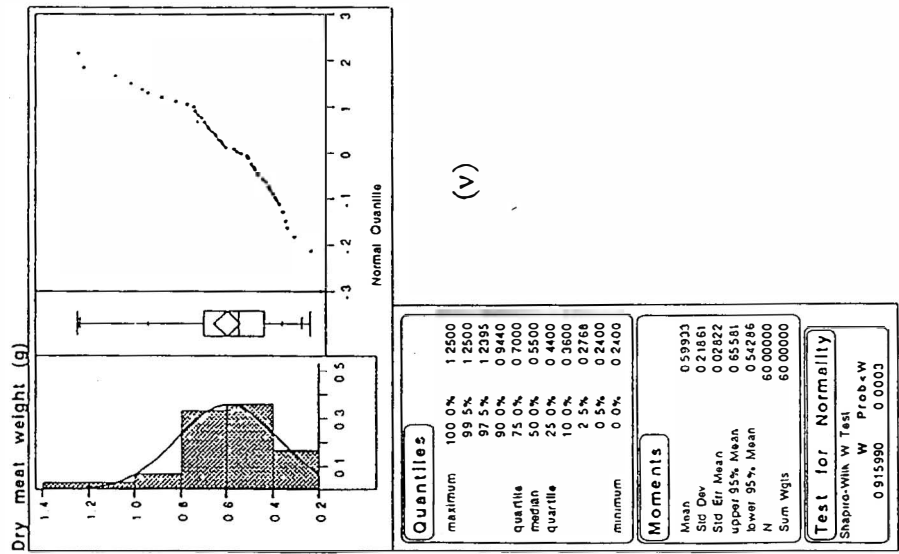 Dry meat weight (g)
1 4
1 2
1 0
0 8
0 6
0 4
0 2
0 1
0 3
0 5
-3
-2
-1
0
1
2
3
Normal Quantile
Quantiles
maximum 100 0% 1 2500
99 5% 1 2500
97 5% 1 2395
90 0% 0 9440
quartile 75 0% 0 7000
median 50 0% 0 5500
quartile 25 0% 0 4400
10 0% 0 3600
2 5% 0 2768
0 5% 0 2400
minimum 0 0% 0 2400
Moments
Mean 0 59933
Std Dev 0 21861
Std Err Mean 0 02822
upper 95% Mean 0 65581
lower 95% Mean 0 54286
N 60 00000
Sum Wgts 60 00000
Test for Normality
Shapiro-Wilk W Test
W Prob<W
0 915990 0 0003
(v)